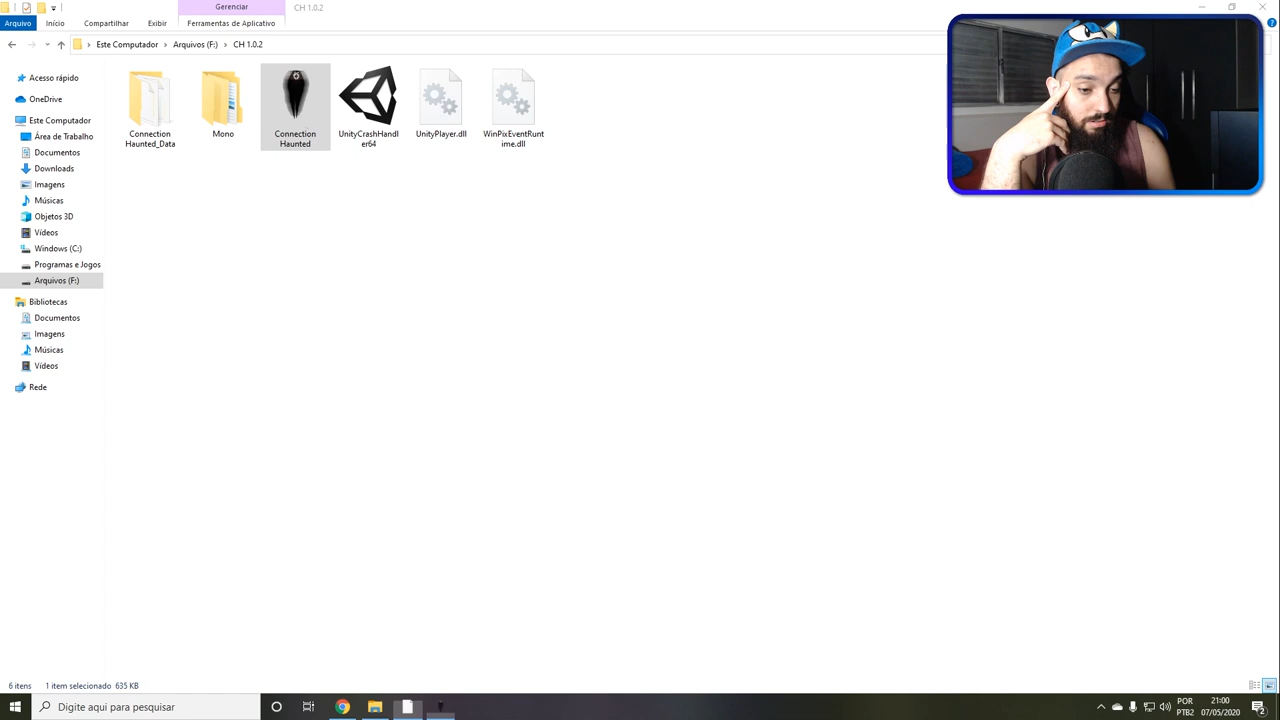 Gerenciar
CH 1.0.2
Arquivo
Início
Compartilhar
Exibir
Ferramentas de Aplicativo
Este Computador
Arquivos (F:)
CH 1.0.2
Acesso rápido
OneDrive
Este Computador
Área de Trabalho
Documentos
Downloads
Imagens
Músicas
Objetos 3D
Vídeos
Windows (C:)
Programas e Jogos
Arquivos (F:)
Bibliotecas
Documentos
Imagens
Músicas
Vídeos
Rede
Connection
Haunted_Data
Mono
Connection
Haunted
UnityCrashHandl
er64
UnityPlayer.dll
WinPixEventRunt
ime.dll
6 itens
1 item selecionado 635 KB
Digite aqui para pesquisar
POR
PTB2
21:00
07/05/2020
2